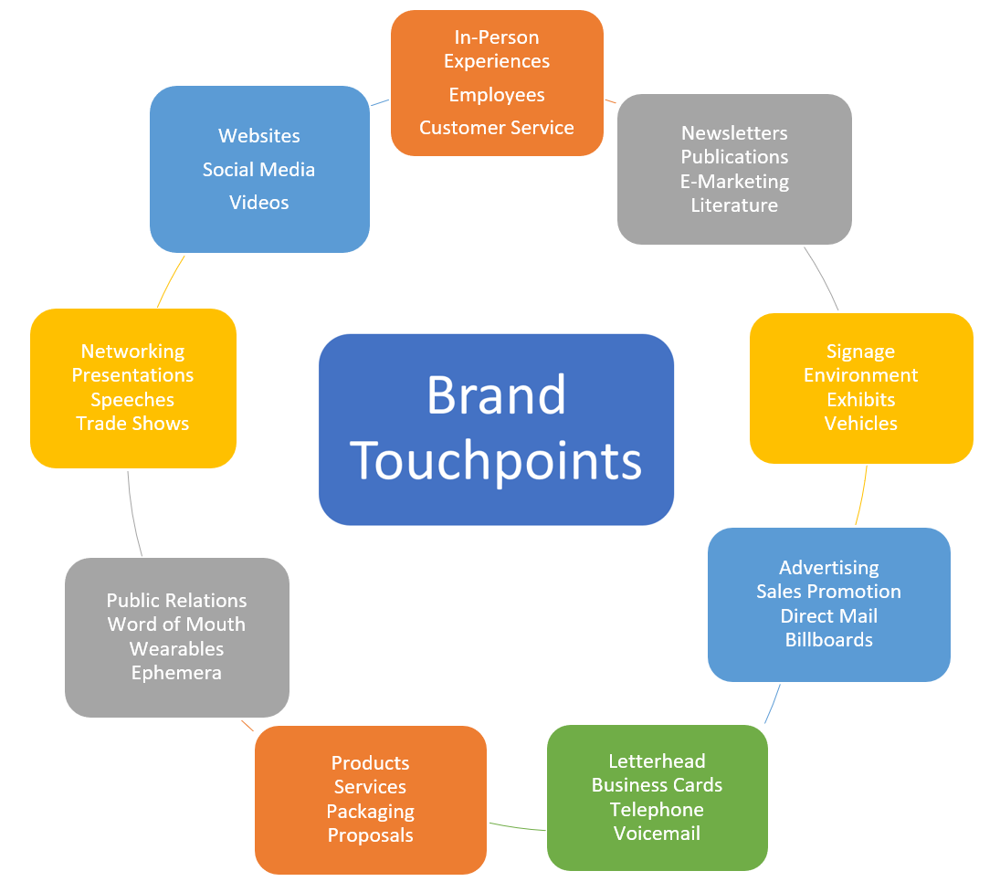 In-Person
Experiences
Employees
Customer Service
Newsletters
Publications
E-Marketing
Literature
Signage
Environment
Exhibits
Vehicles
Advertising
Sales Promotion
Direct Mail
Billboards
Letterhead
Business Cards
Telephone
Voicemail
Products
Services
Packaging
Proposals
Public Relations
Word of Mouth
Wearables
Ephemera
Networking
Presentations
Speeches
Trade Shows
Websites
Social Media
Videos
Brand
Touchpoints